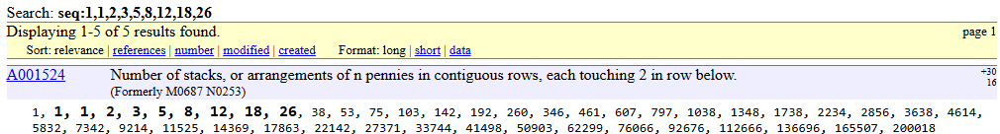 Search: seq:1,1,2,3,5,8,12,18,26
Displaying 1-5 of 5 results found. page 1
Sort: relevance | references | number | modified | created Format: long | short | data
A001524 Number of stacks, or arrangements of n pennies in contiguous rows, each touching 2 in row below. +30
(Formerly M0687 N0253) 16
1, 1, 1, 2, 3, 5, 8, 12, 18, 26, 38, 53, 75, 103, 142, 192, 260, 346, 461, 607, 797, 1038, 1348, 1738, 2234, 2856, 3638, 4614,
5832, 7342, 9214, 11525, 14369, 17863, 22142, 27371, 33744, 41498, 50903, 62299, 76066, 92676, 112666, 136696, 165507, 200018